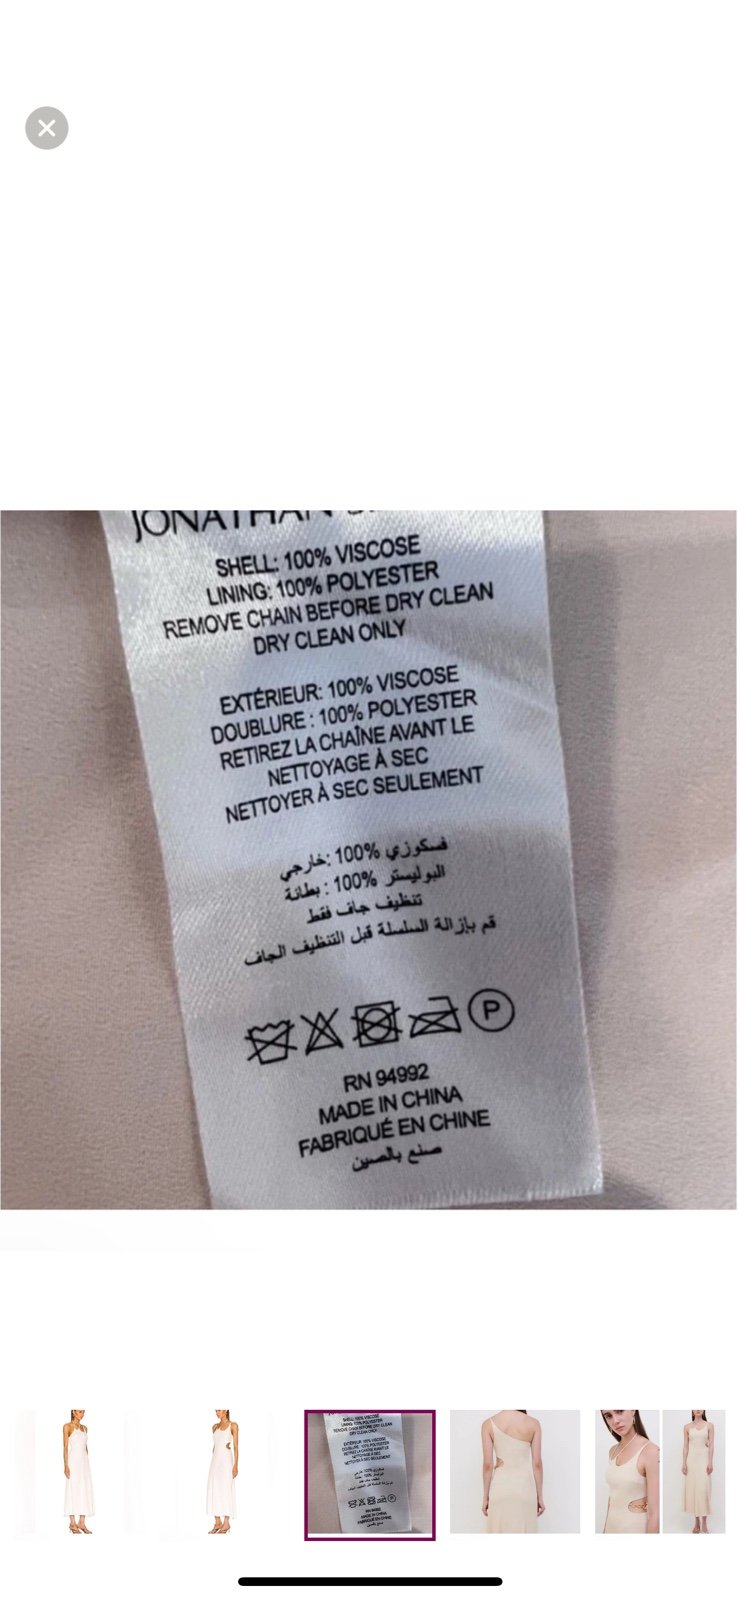 JONATHAN
SHELL: 100% VISCOSE
LINING: 100% POLYESTER
REMOVE CHAIN BEFORE DRY CLEAN
DRY CLEAN ONLY
EXTÉRIEUR: 100% VISCOSE
DOUBLURE : 100% POLYESTER
RETIREZ LA CHAÎNE AVANT LE
NETTOYAGE À SEC
NETTOYER À SEC SEULEMENT
فسكوزي 100% :خارجي
البوليستر 100% : بطانة
تنظيف جاف فقط
قم بإزالة السلسلة قبل التنظيف الجاف
P
RN 94992
MADE IN CHINA
FABRIQUÉ EN CHINE
صنع بالصين